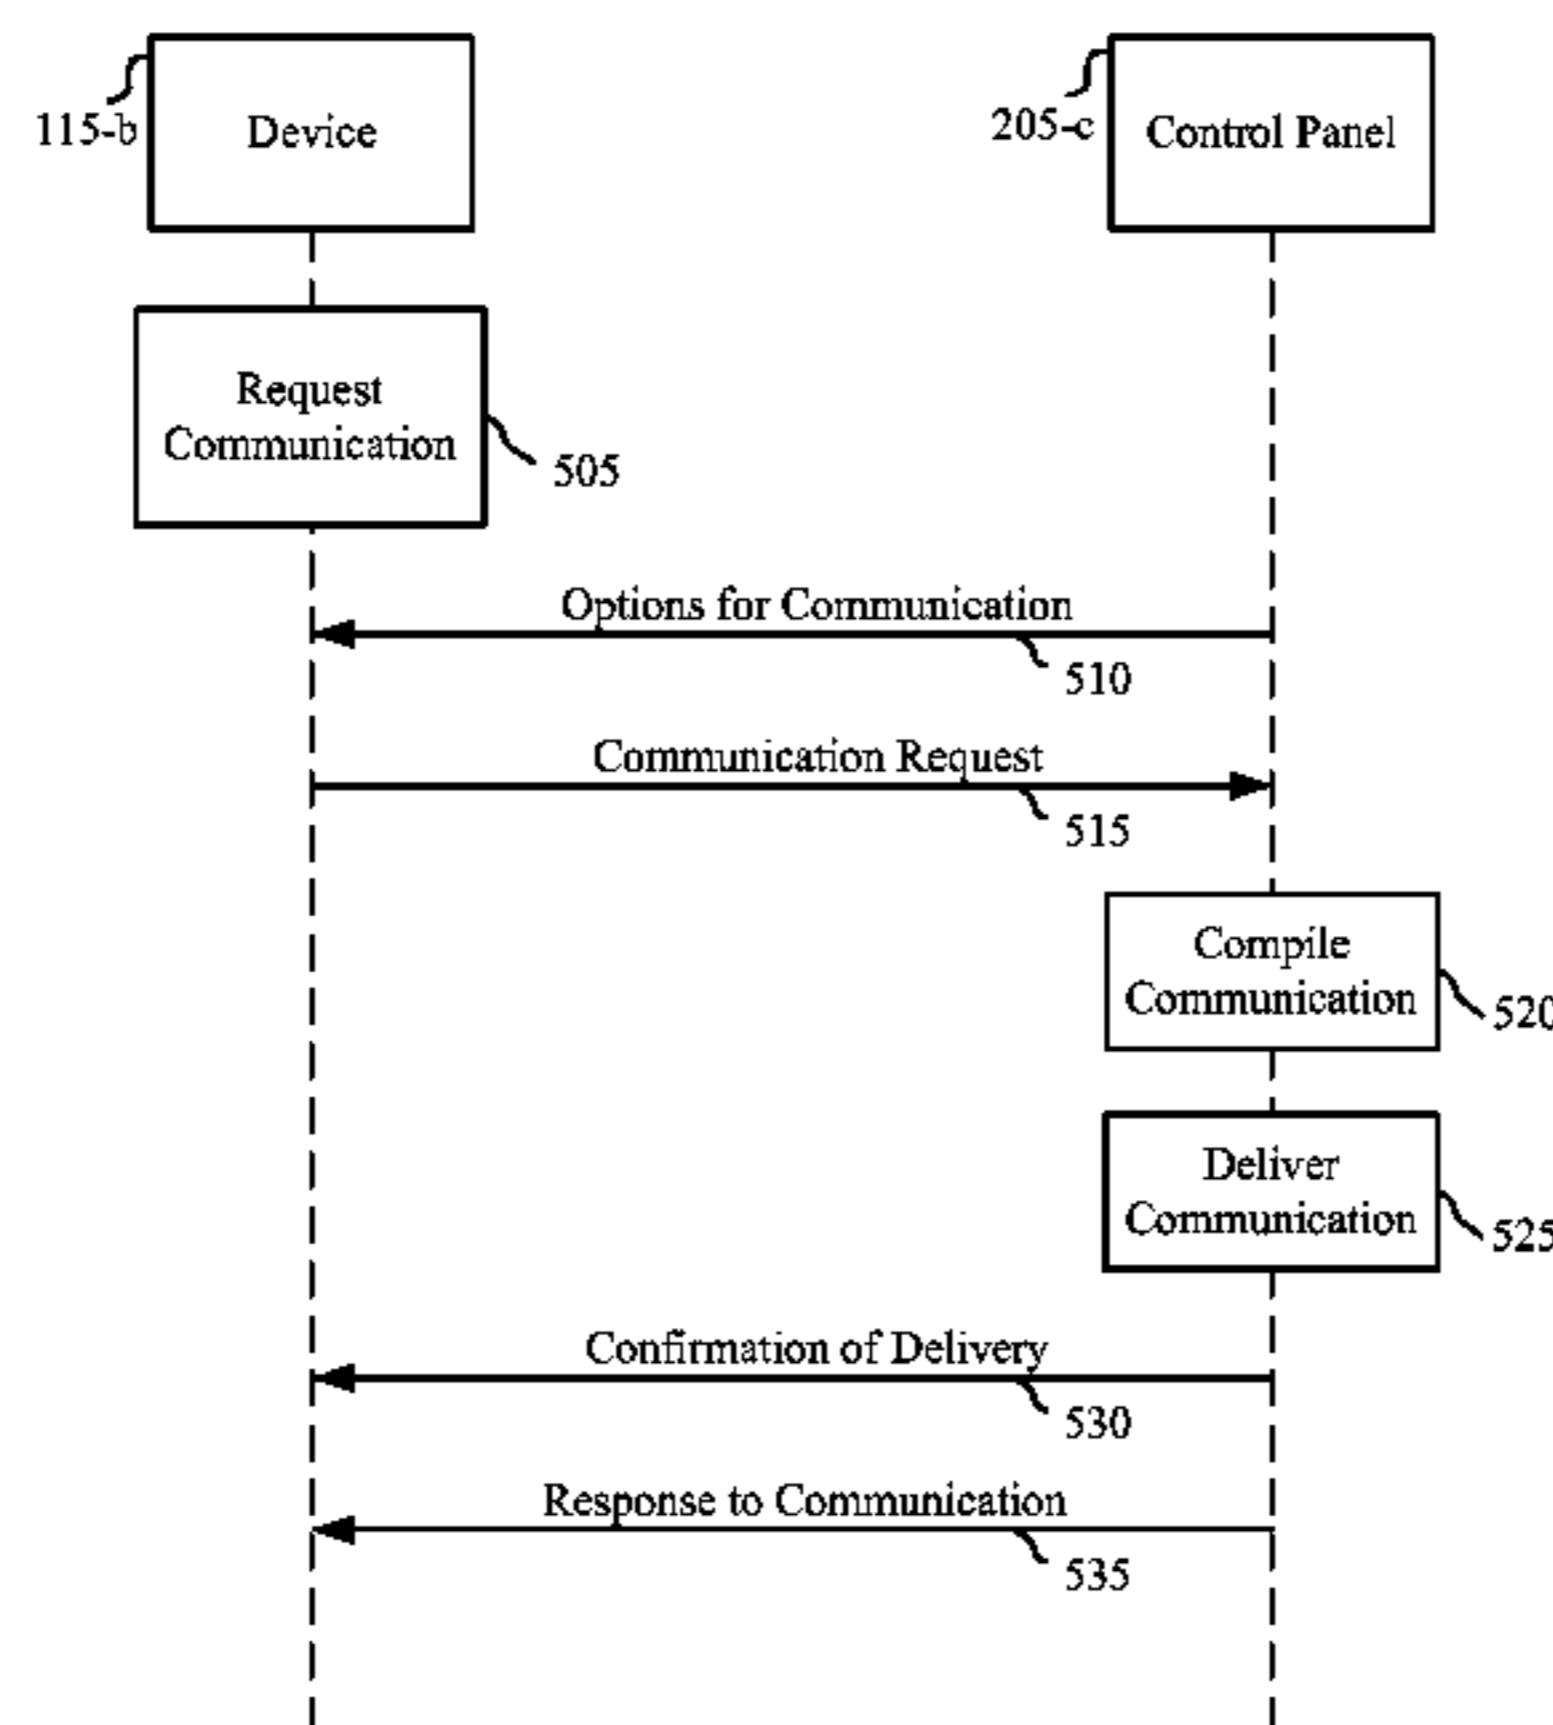 115-b
Device
205-c
Control Panel
Request
Communication
505
Options for Communication
510
Communication Request
515
Compile
Communication
520
Deliver
Communication
525
Confirmation of Delivery
530
Response to Communication
535